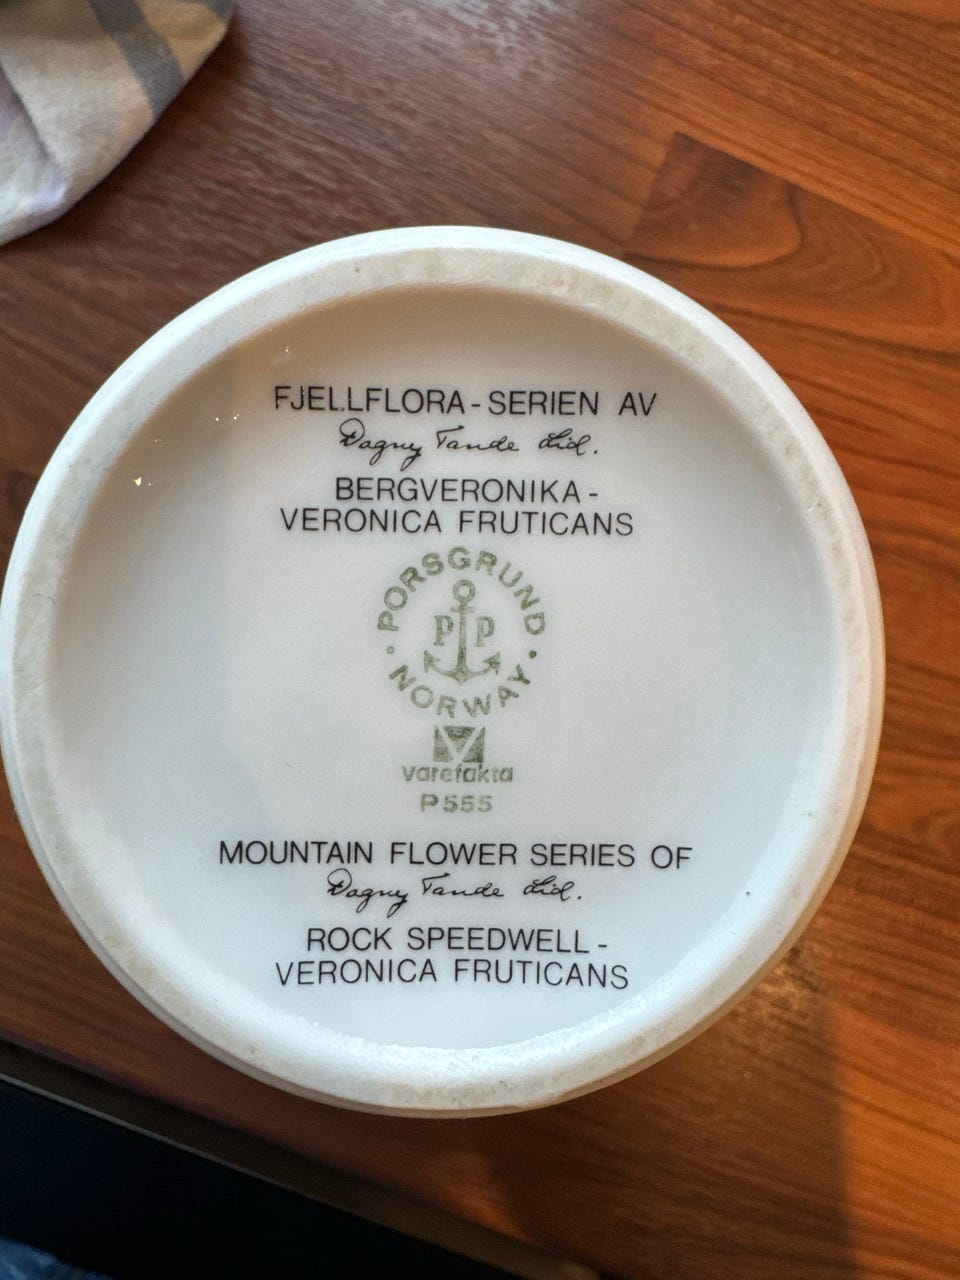 FJELLFLORA-SERIEN AV
Dagny Tande Lid.
BERGVERONIKA-
VERONICA FRUTICANS
PORSGRUND
PP
NORWAY
varefakta
P555
MOUNTAIN FLOWER SERIES OF
Dagny Tande Lid.
ROCK SPEEDWELL-
VERONICA FRUTICANS